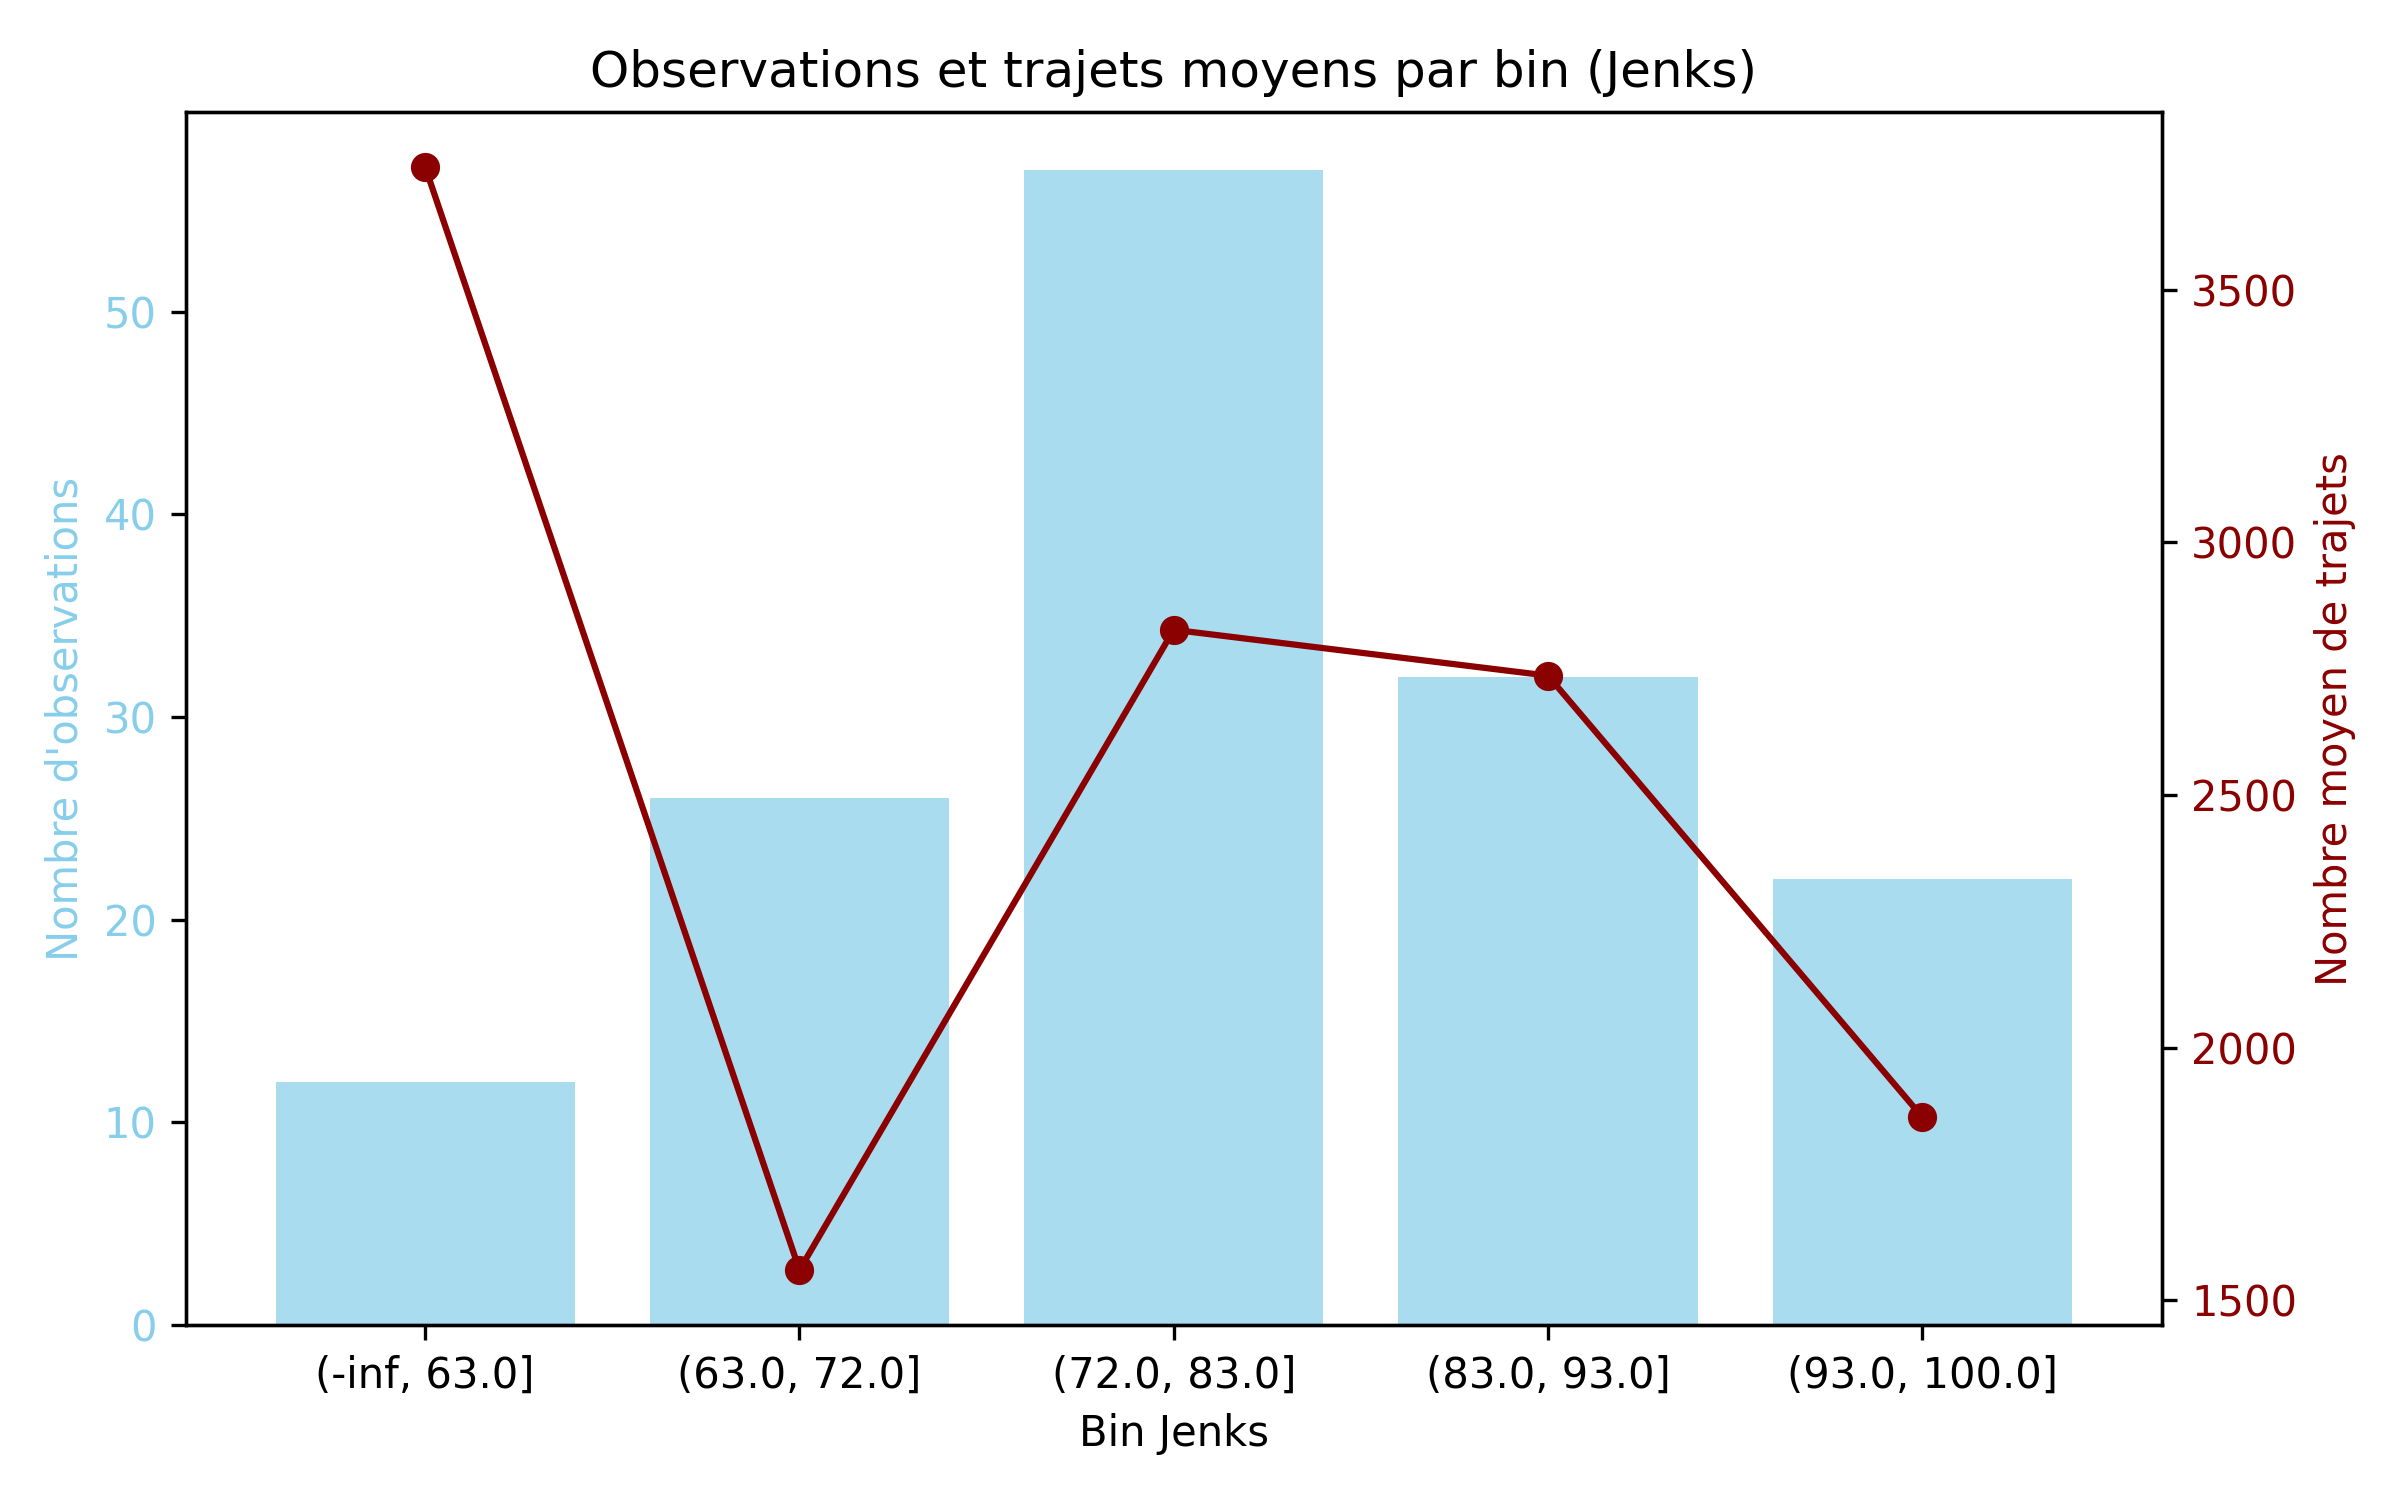 Observations et trajets moyens par bin (Jenks)
Nombre d'observations
50
40
30
20
10
0
3500
3000
2500
2000
1500
Nombre moyen de trajets
(-inf, 63.0] (63.0, 72.0] (72.0, 83.0] (83.0, 93.0] (93.0, 100.0]
Bin Jenks